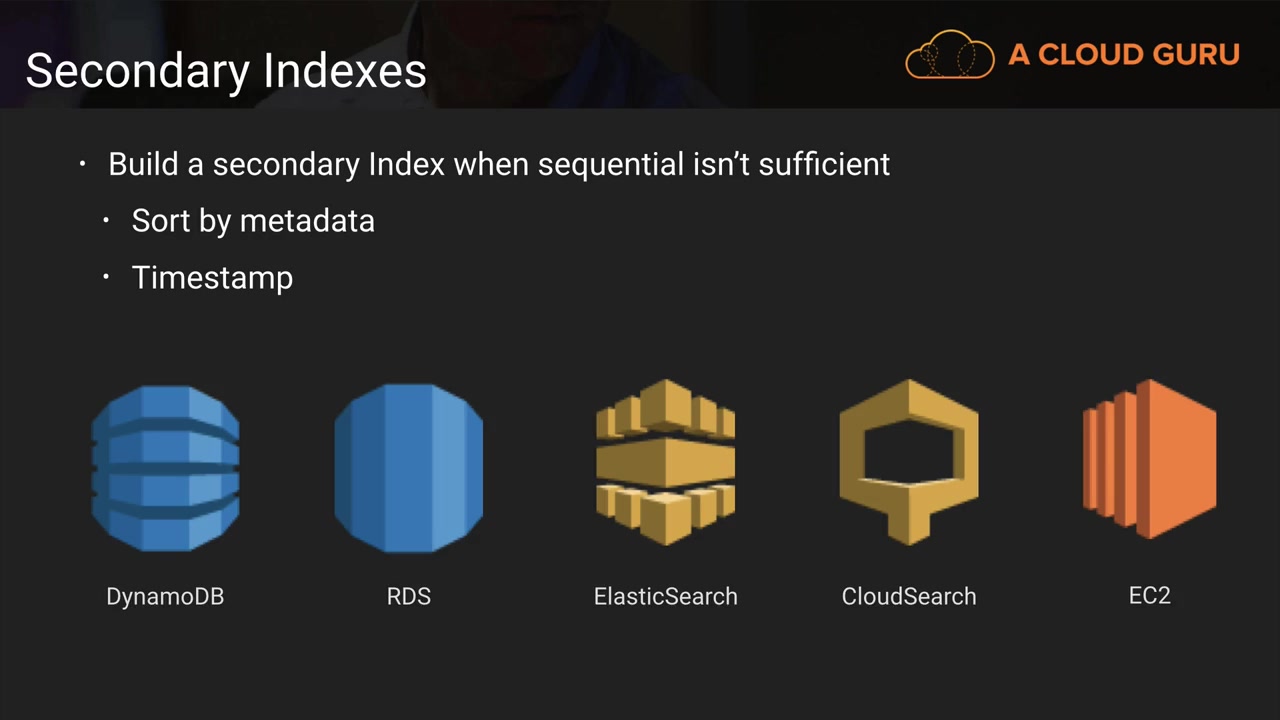 Secondary Indexes
A CLOUD GURU
• Build a secondary Index when sequential isn’t sufficient
• Sort by metadata
• Timestamp
DynamoDB
RDS
ElasticSearch
CloudSearch
EC2